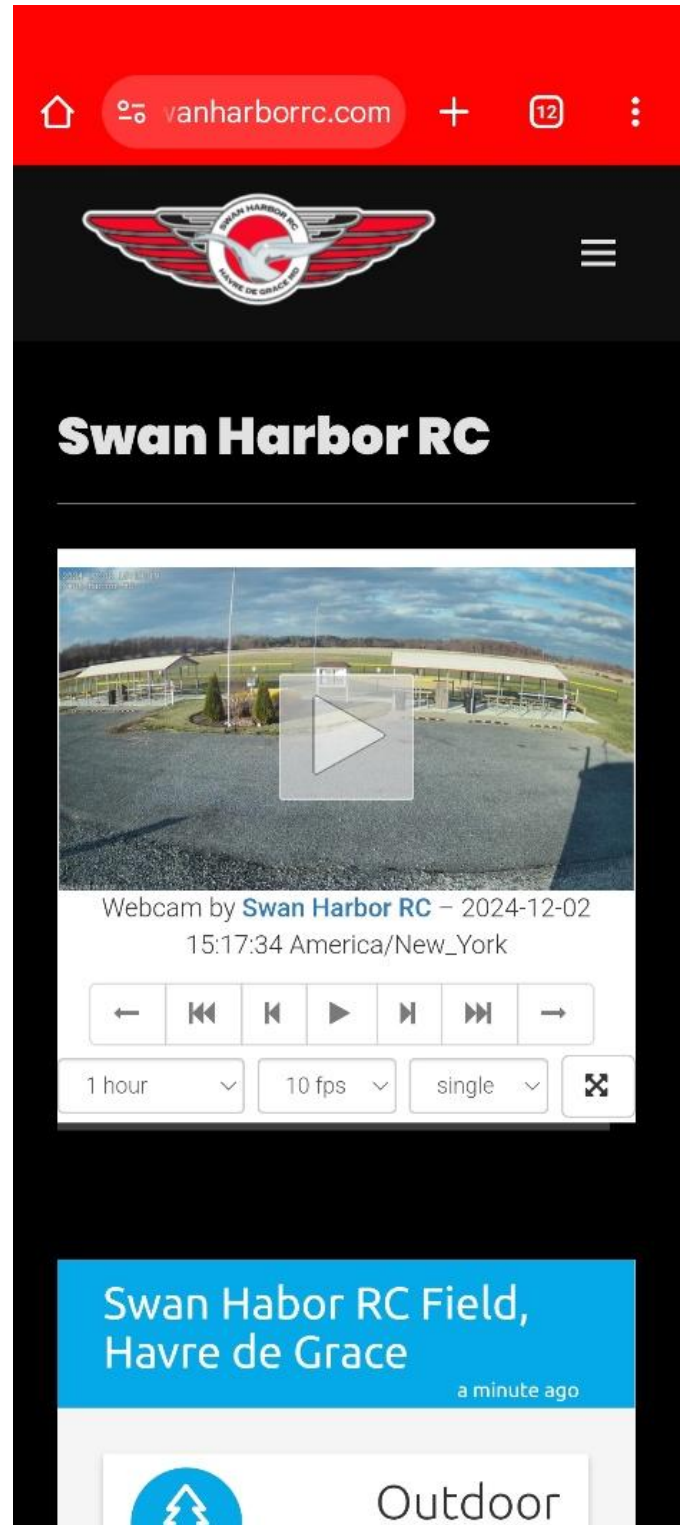 vanharborrc.com
12
SWAN HARBOR RC
HAVRE DE GRACE MD
Swan Harbor RC
Webcam by Swan Harbor RC – 2024-12-02
15:17:34 America/New_York
1 hour
10 fps
single
Swan Habor RC Field,
Havre de Grace
a minute ago
Outdoor